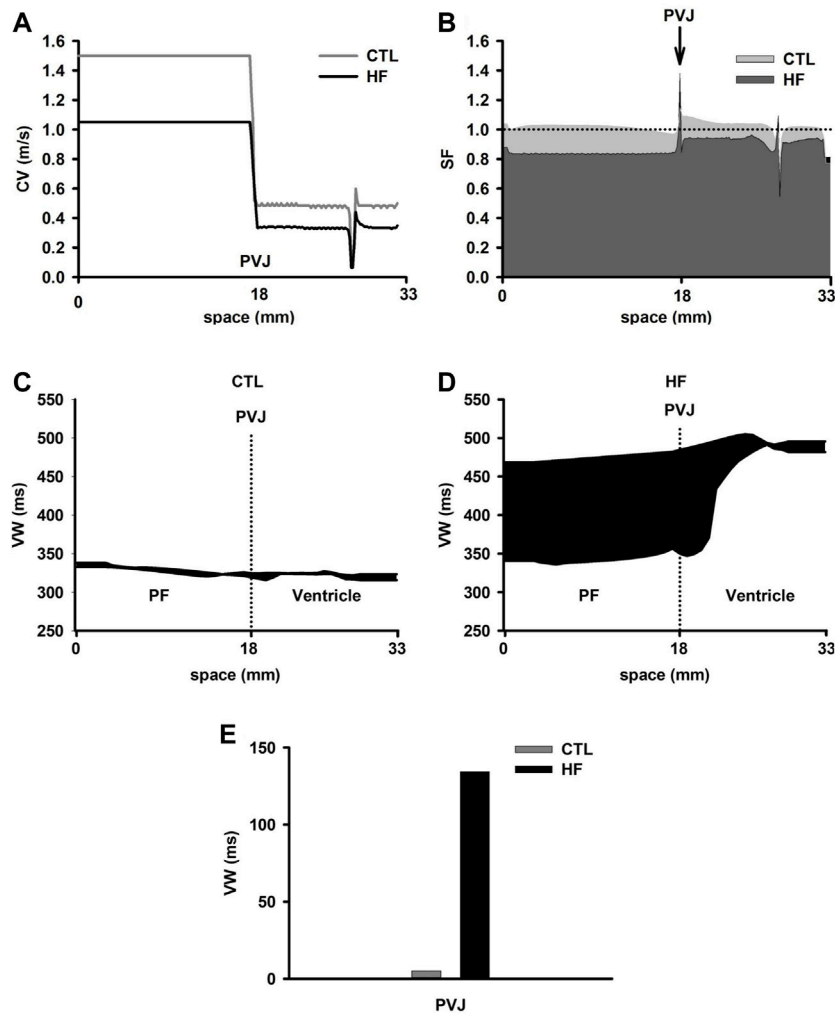 A
CTL
HF
CV (m/s)
1.6
1.4
1.2
1.0
0.8
0.6
0.4
0.2
0.0
PVJ
0
18
33
space (mm)
B
PVJ
CTL
HF
SF
1.6
1.4
1.2
1.0
0.8
0.6
0.4
0.2
0.0
0
18
33
space (mm)
C
CTL
PVJ
VW (ms)
550
500
450
400
350
300
250
PF
Ventricle
0
18
33
space (mm)
D
HF
PVJ
VW (ms)
550
500
450
400
350
300
250
PF
Ventricle
0
18
33
space (mm)
E
CTL
HF
VW (ms)
150
100
50
0
PVJ